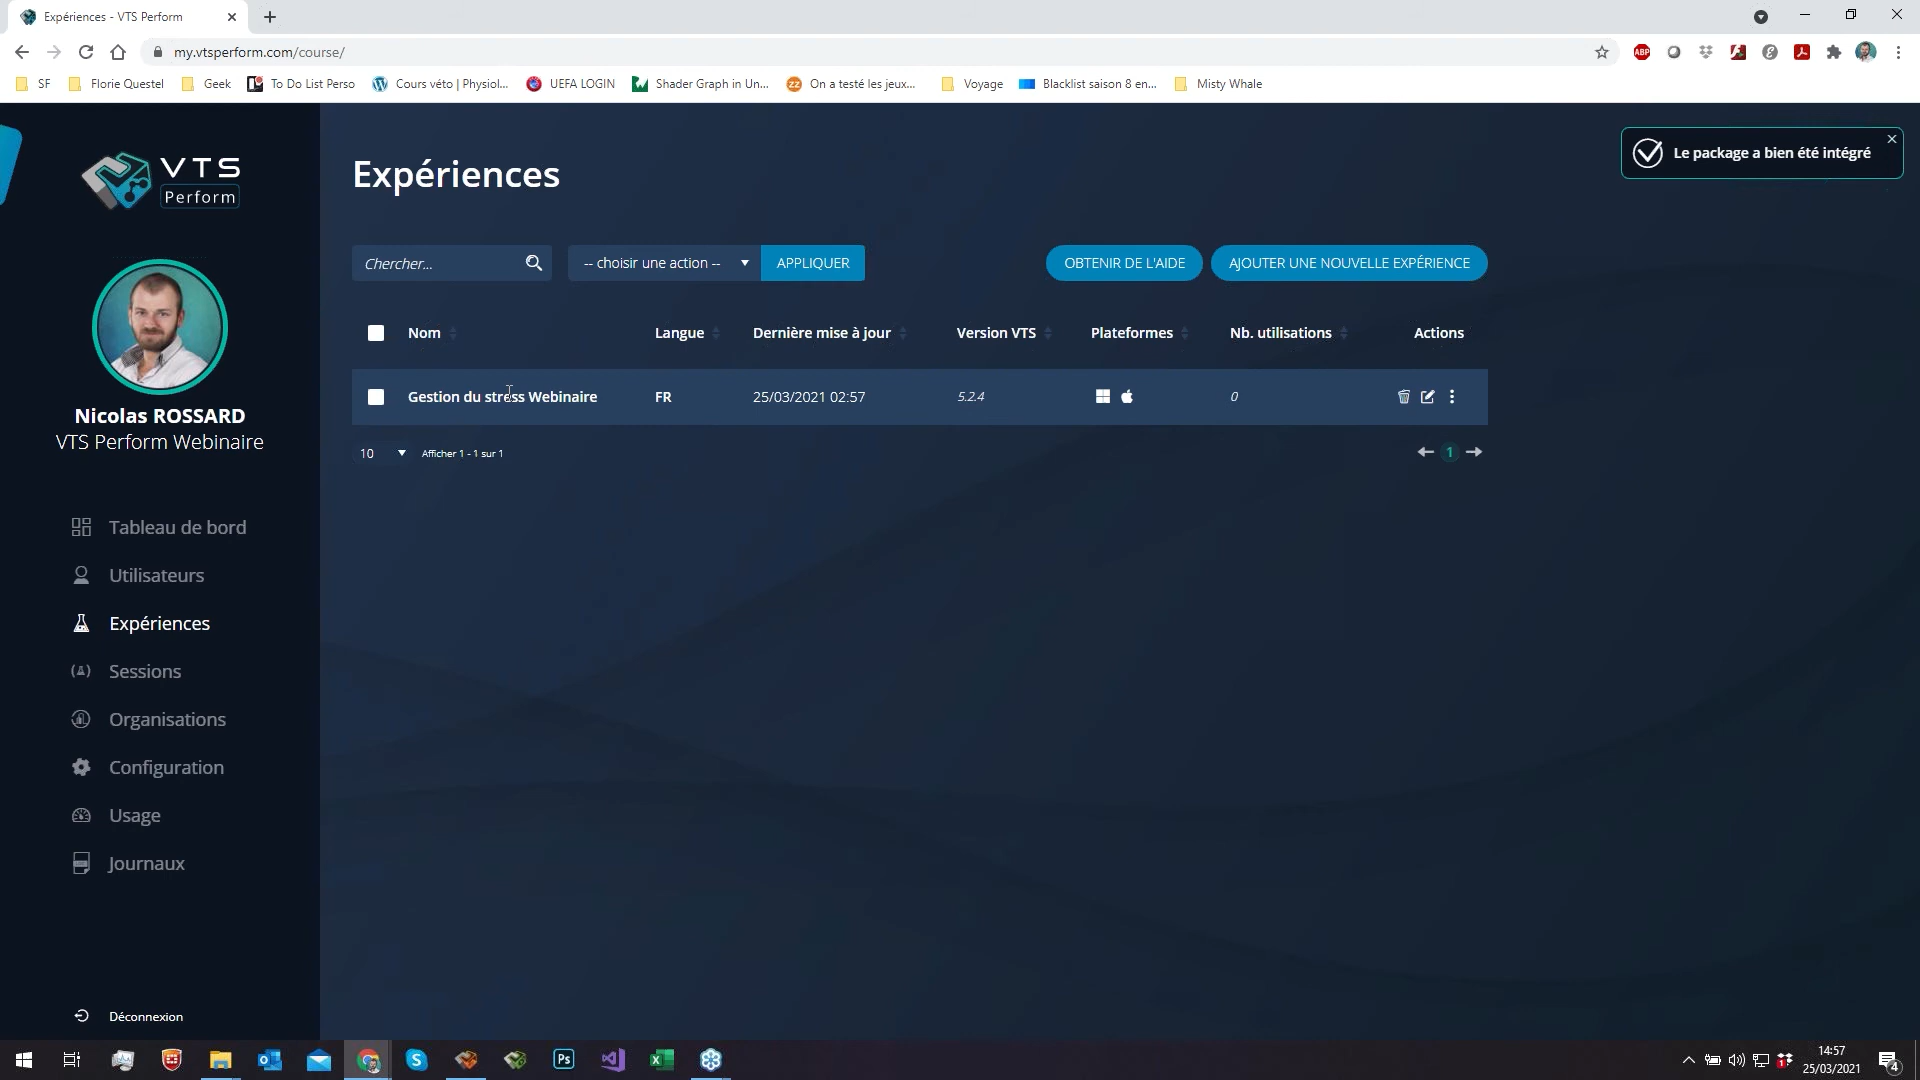 Expériences - VTS Perform
my.vtsperform.com/course/
SF
Florie Questel
Geek
To Do List Perso
Cours véto | Physiol...
UEFA LOGIN
Shader Graph in Un...
On a testé les jeux...
Voyage
Blacklist saison 8 en...
Misty Whale
VTS
Perform
Nicolas ROSSARD
VTS Perform Webinaire
Tableau de bord
Utilisateurs
Expériences
Sessions
Organisations
Configuration
Usage
Journaux
Déconnexion
Expériences
Le package a bien été intégré
Chercher...
-- choisir une action --
APPLIQUER
OBTENIR DE L'AIDE
AJOUTER UNE NOUVELLE EXPÉRIENCE
Nom Langue Dernière mise à jour Version VTS Plateformes Nb. utilisations Actions
Gestion du stress Webinaire FR 25/03/2021 02:57 5.2.4 0
10 Afficher 1 - 1 sur 1
1
14:57
25/03/2021
4